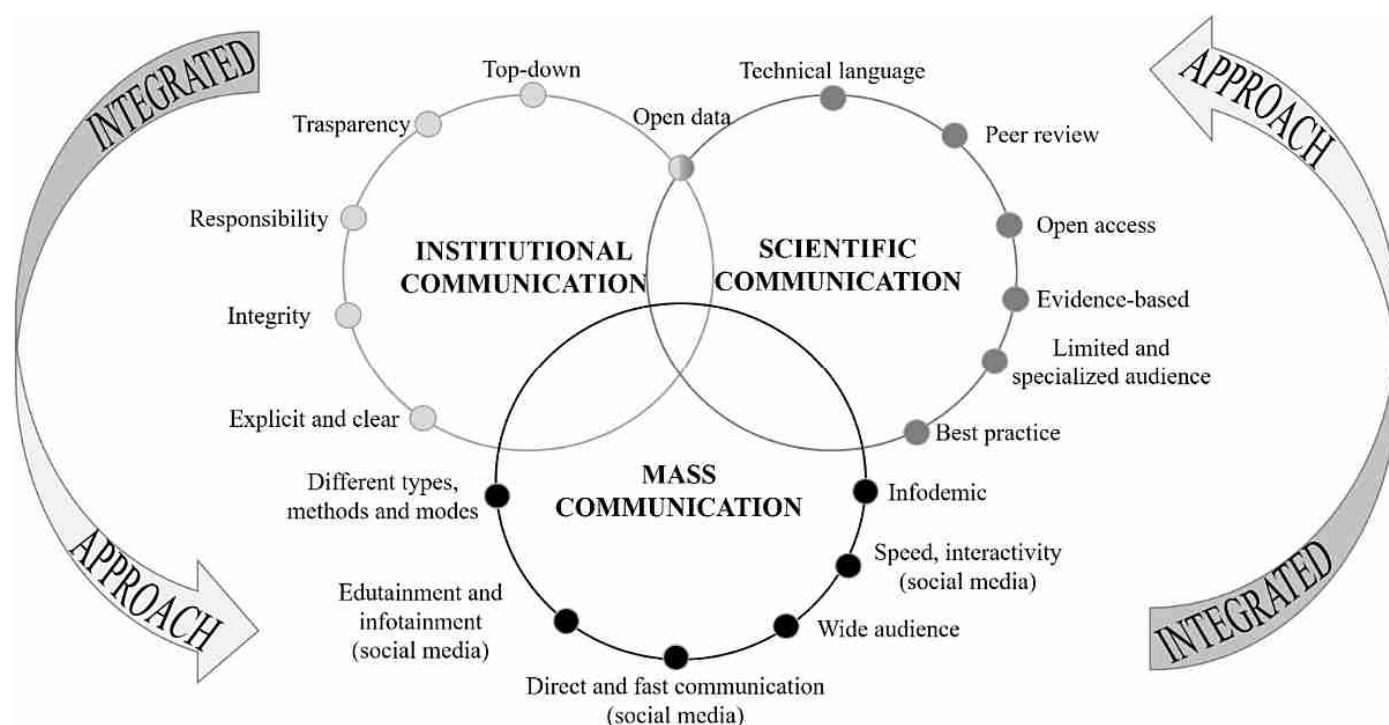 INTEGRATED
APPROACH
Top-down
Trasparency
Responsibility
Integrity
Explicit and clear
INSTITUTIONAL
COMMUNICATION
Open data
Technical language
Peer review
Open access
Evidence-based
Limited and
specialized audience
Best practice
SCIENTIFIC
COMMUNICATION
MASS
COMMUNICATION
Different types,
methods and modes
Edutainment and
infotainment
(social media)
Direct and fast communication
(social media)
Wide audience
Speed, interactivity
(social media)
Infodemic
INTEGRATED
APPROACH